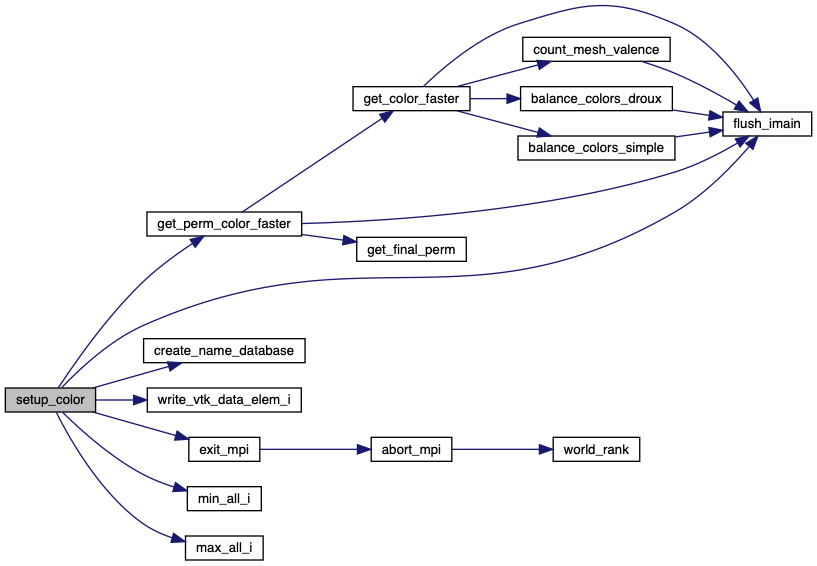 count_mesh_valence
get_color_faster
balance_colors_droux
flush_imain
balance_colors_simple
get_perm_color_faster
get_final_perm
create_name_database
setup_color
write_vtk_data_elem_i
exit_mpi
abort_mpi
world_rank
min_all_i
max_all_i